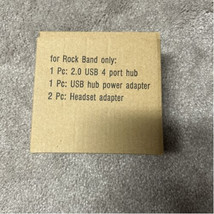 for Rock Band only:
1 Pc: 2.0 USB 4 port hub
1 Pc: USB hub power adapter
2 Pc: Headset adapter